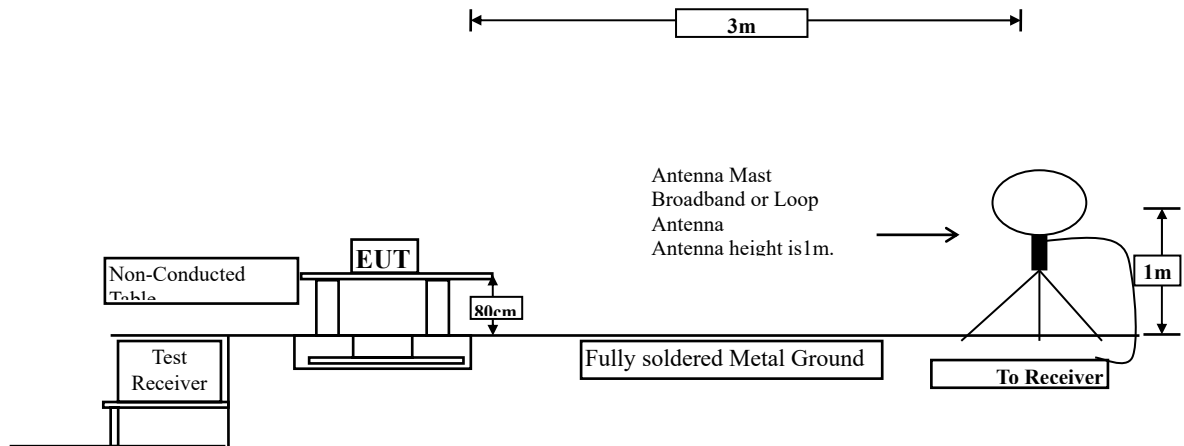 3m
Antenna Mast
Broadband or Loop
Antenna
Antenna height is1m.
EUT
Non-Conducted
Table
80cm
1m
Test
Receiver
Fully soldered Metal Ground
To Receiver